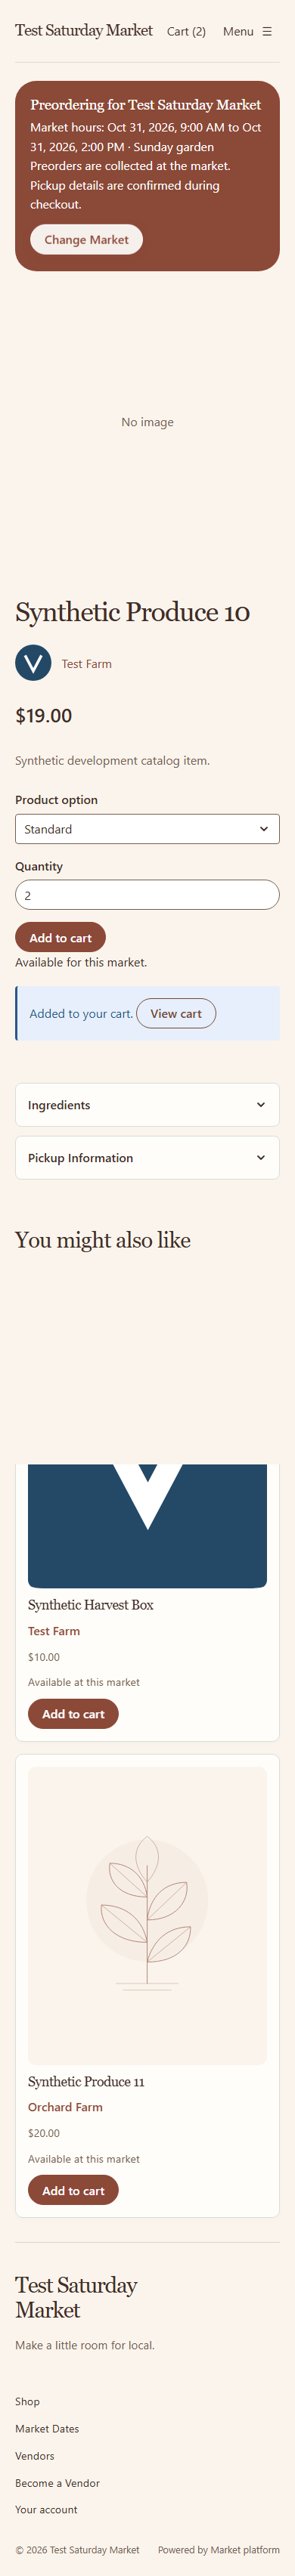 Test Saturday Market Cart (2) Menu ☰
Preordering for Test Saturday Market
Market hours: Oct 31, 2026, 9:00 AM to Oct
31, 2026, 2:00 PM · Sunday garden
Preorders are collected at the market.
Pickup details are confirmed during
checkout.
Change Market
No image
Synthetic Produce 10
Test Farm
$19.00
Synthetic development catalog item.
Product option
Standard
Quantity
2
Add to cart
Available for this market.
Added to your cart. View cart
Ingredients
Pickup Information
You might also like
Synthetic Harvest Box
Test Farm
$10.00
Available at this market
Add to cart
Synthetic Produce 11
Orchard Farm
$20.00
Available at this market
Add to cart
Test Saturday
Market
Make a little room for local.
Shop
Market Dates
Vendors
Become a Vendor
Your account
© 2026 Test Saturday Market Powered by Market platform